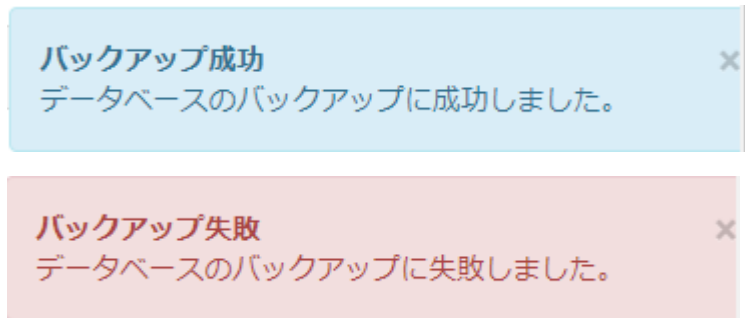 バックアップ成功
データベースのバックアップに成功しました。
バックアップ失敗
データベースのバックアップに失敗しました。